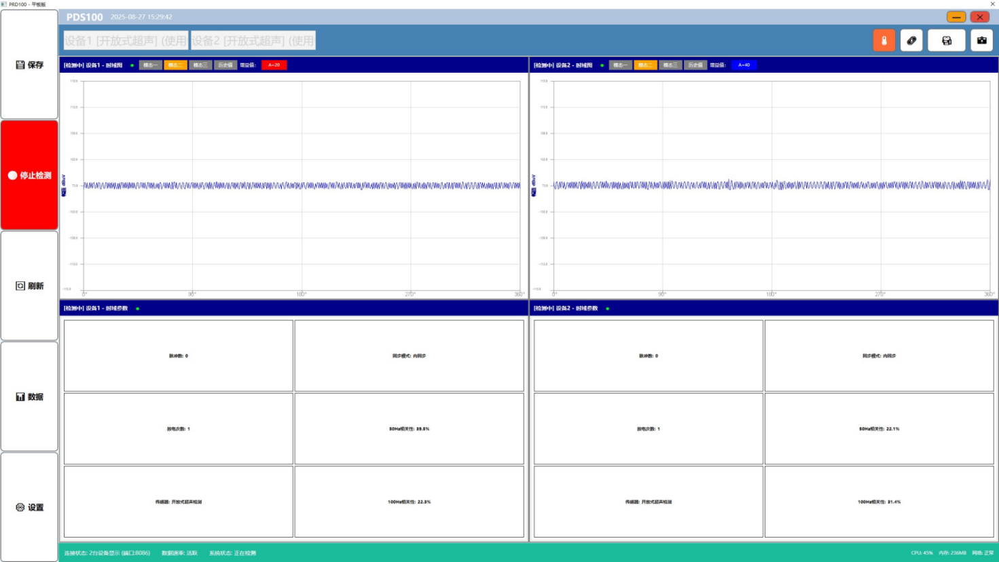 PRD100 - 平板版
PDS100 2025-08-27 15:29:42
设备1 [开放式超声] (使用
设备2 [开放式超声] (使用
保存
停止检测
刷新
数据
设置
[检测中] 设备1 - 时域图 模态一 模态二 模态三 历史值 增益值: A=20
幅值 dBuV
0° 90° 180° 270° 360°
[检测中] 设备2 - 时域图 模态一 模态二 模态三 历史值 增益值: A=40
幅值 dBuV
0° 90° 180° 270° 360°
[检测中] 设备1 - 时域参数
脉冲数: 0
同步模式: 内同步
放电次数: 1
50Hz相关性: 39.5%
传感器: 开放式超声检测
100Hz相关性: 22.3%
[检测中] 设备2 - 时域参数
脉冲数: 0
同步模式: 内同步
放电次数: 1
50Hz相关性: 22.1%
传感器: 开放式超声检测
100Hz相关性: 31.4%
连接状态: 2台设备显示 (端口:8086) 数据速率: 活跃 系统状态: 正在检测
CPU: 45% 内存: 236MB 网络: 正常